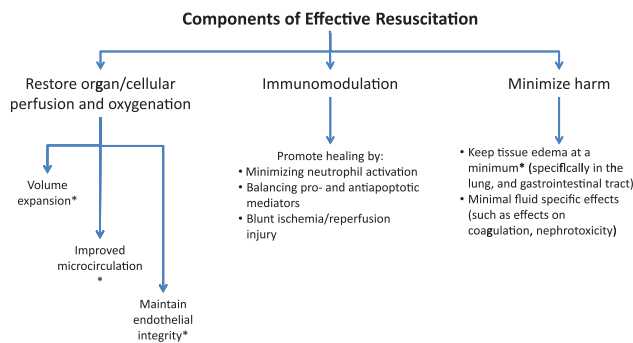 Components of Effective Resuscitation
Restore organ/cellular
perfusion and oxygenation
Volume
expansion*
Improved
microcirculation
*
Maintain
endothelial
integrity*
Immunomodulation
Promote healing by:
• Minimizing neutrophil activation
• Balancing pro- and antiapoptotic
mediators
• Blunt ischemia/reperfusion
injury
Minimize harm
• Keep tissue edema at a
minimum* (specifically in the
lung, and gastrointestinal tract)
• Minimal fluid specific effects
(such as effects on
coagulation, nephrotoxicity)